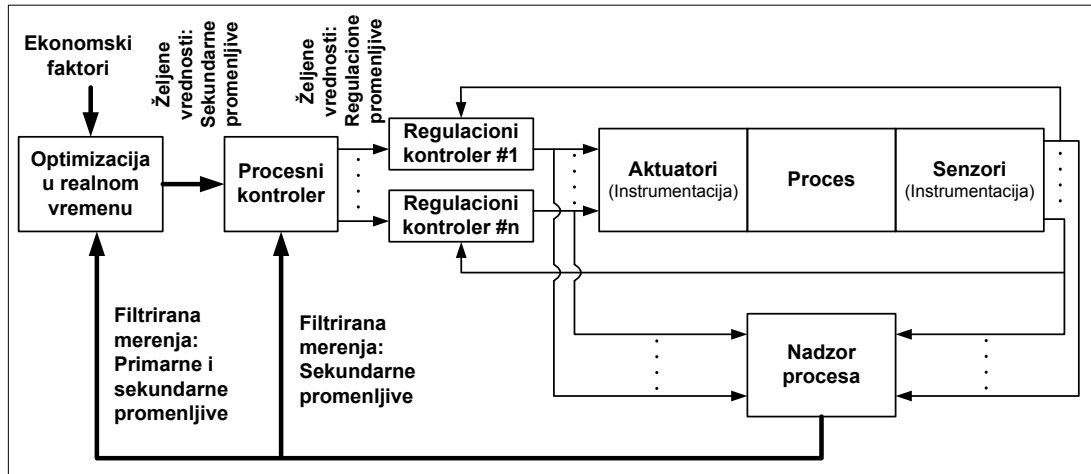 Ekonomski
faktori
Željene
vrednosti:
Sekundarne
promenljive
Željene
vrednosti:
Regulacione
promenljive
Optimizacija
u realnom
vremenu
Procesni
kontroler
Regulacioni
kontroler #1
Regulacioni
kontroler #n
Aktuatori
(Instrumentacija)
Proces
Senzori
(Instrumentacija)
Filtrirana
merenja:
Primarne i
sekundarne
promenljive
Filtrirana
merenja:
Sekundarne
promenljive
Nadzor
procesa